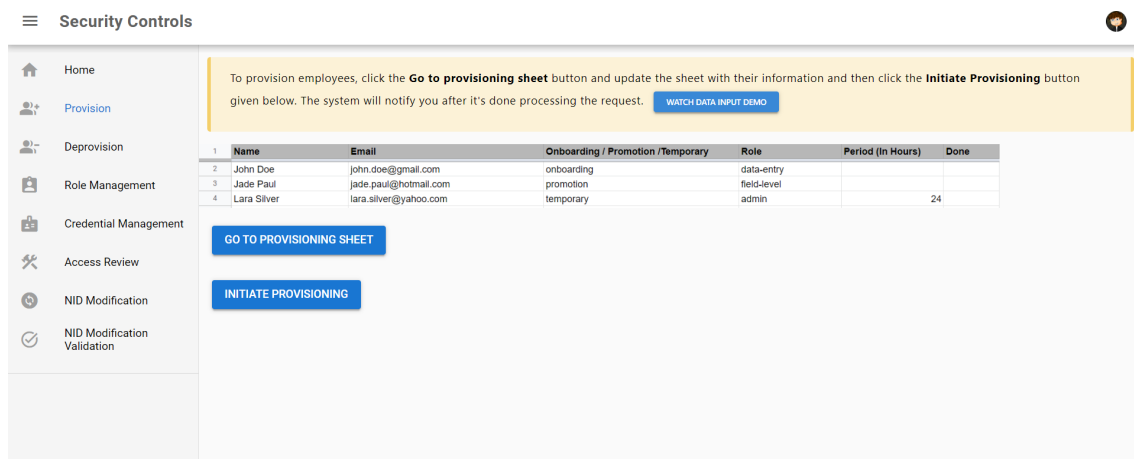 Security Controls
Home
Provision
Deprovision
Role Management
Credential Management
Access Review
NID Modification
NID Modification
Validation
To provision employees, click the Go to provisioning sheet button and update the sheet with their information and then click the Initiate Provisioning button
given below. The system will notify you after it's done processing the request. WATCH DATA INPUT DEMO
1 Name Email Onboarding / Promotion /Temporary Role Period (In Hours) Done
2 John Doe john.doe@gmail.com onboarding data-entry
3 Jade Paul jade.paul@hotmail.com promotion field-level
4 Lara Silver lara.silver@yahoo.com temporary admin 24
GO TO PROVISIONING SHEET
INITIATE PROVISIONING